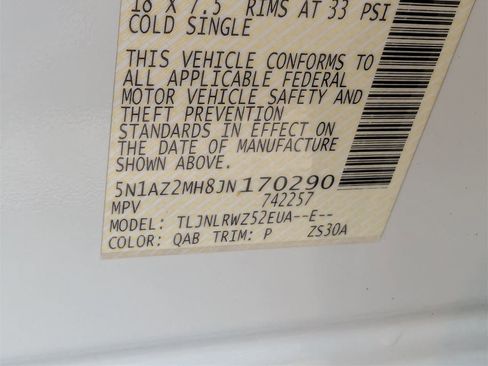 18 X 7.5 RIMS AT 33 PSI
COLD SINGLE
THIS VEHICLE CONFORMS TO
ALL APPLICABLE FEDERAL
MOTOR VEHICLE SAFETY AND
THEFT PREVENTION
STANDARDS IN EFFECT ON
THE DATE OF MANUFACTURE
SHOWN ABOVE.
5N1AZ2MH8JN170290
MPV 742257
MODEL: TLJNLRWZ52EUA--E--
COLOR: QAB TRIM: P ZS30A